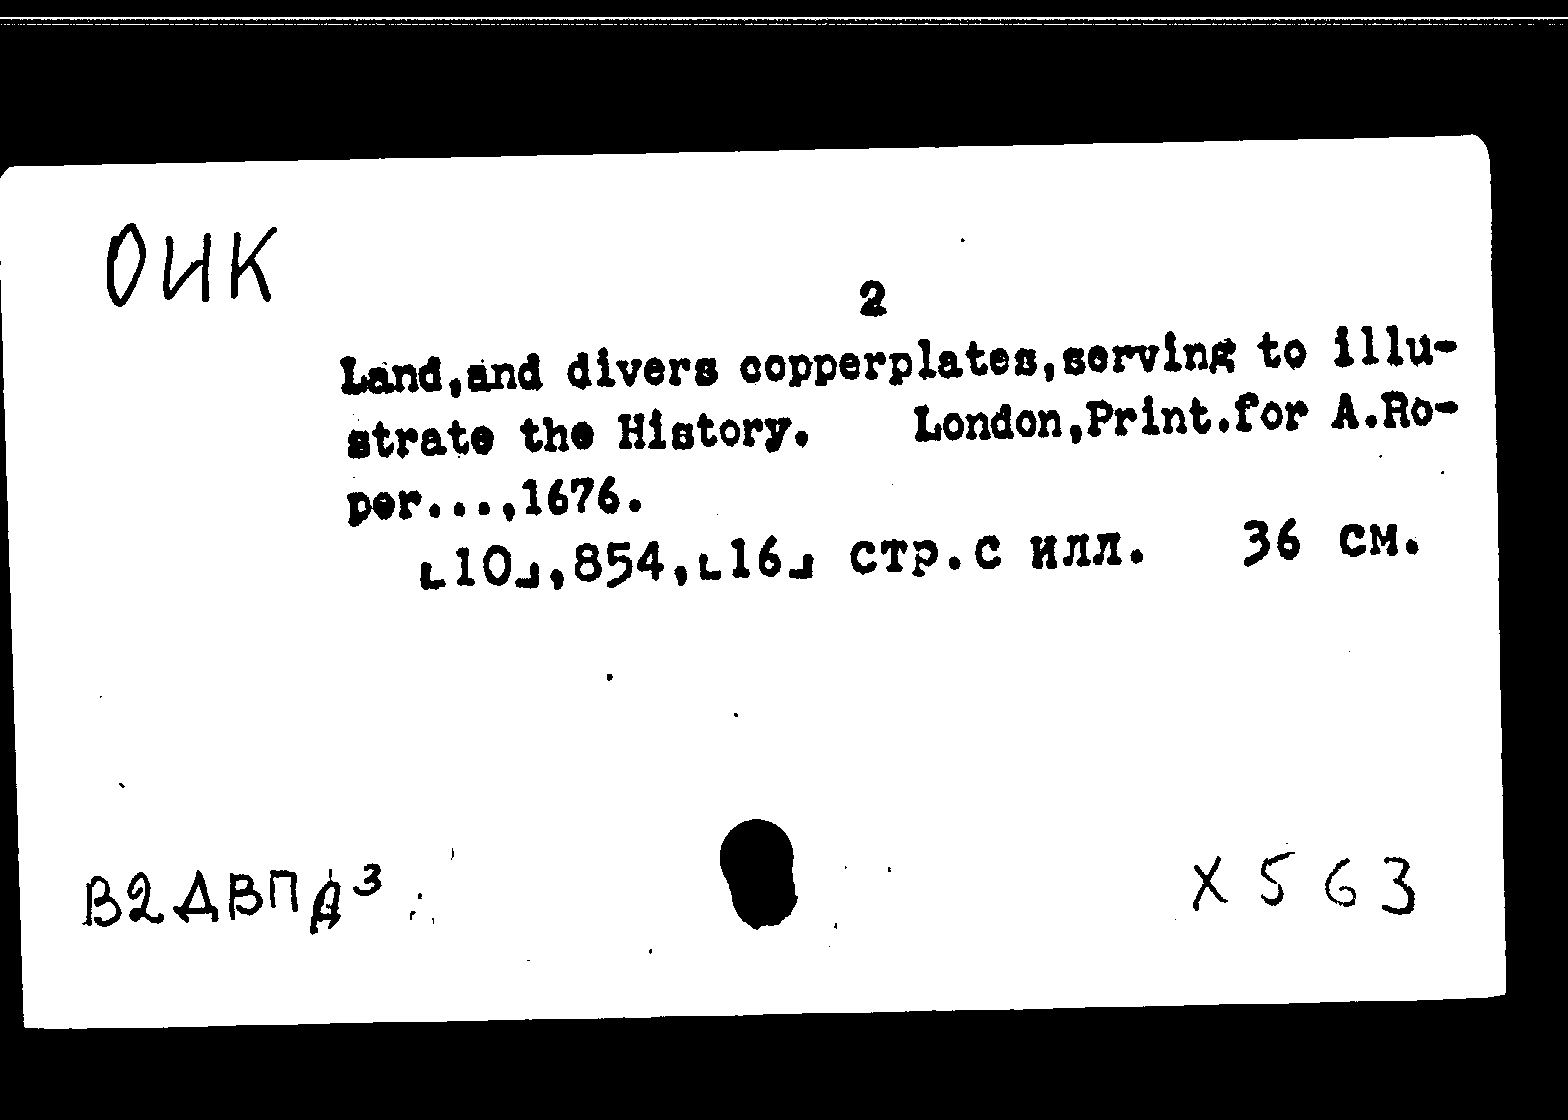 ОИК
2
Land,and divers copperplates,serving to illu-
strate the History. London,Print.for A.Ro-
per...,1676.
⌞10⌟,854,⌞16⌟ стр.с илл. 36 см.
В2ДВПд³ Х563